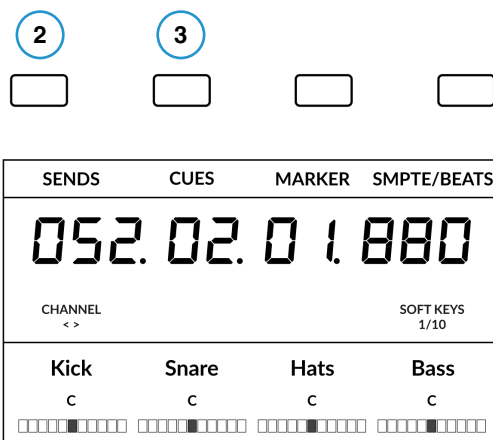 2 3
SENDS CUES MARKER SMPTE/BEATS
052. 02. 01. 880
CHANNEL SOFT KEYS
< > 1/10
Kick Snare Hats Bass
C C C C